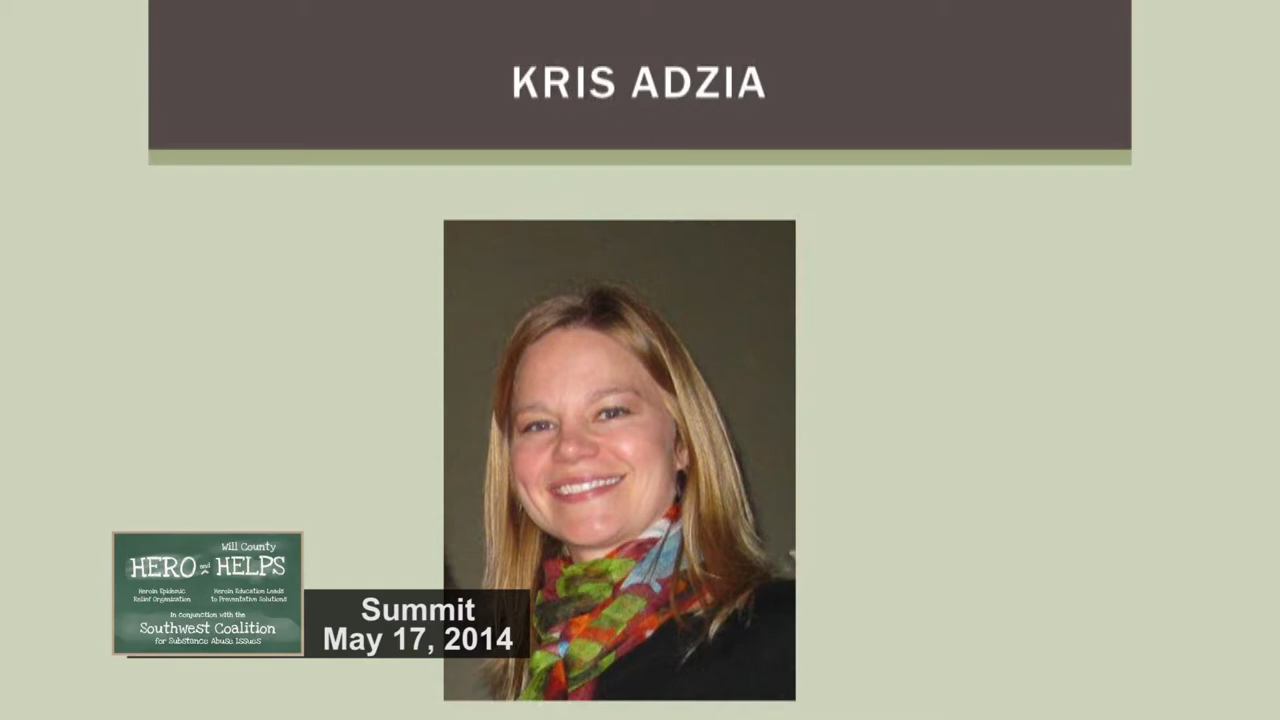 KRIS ADZIA
Will County
HERO and HELPS
Heroin Epidemic
Relief Organization
Heroin Education Leads
to Preventative Solutions
In conjunction with the
Southwest Coalition
for Substance Abuse Issues
Summit
May 17, 2014